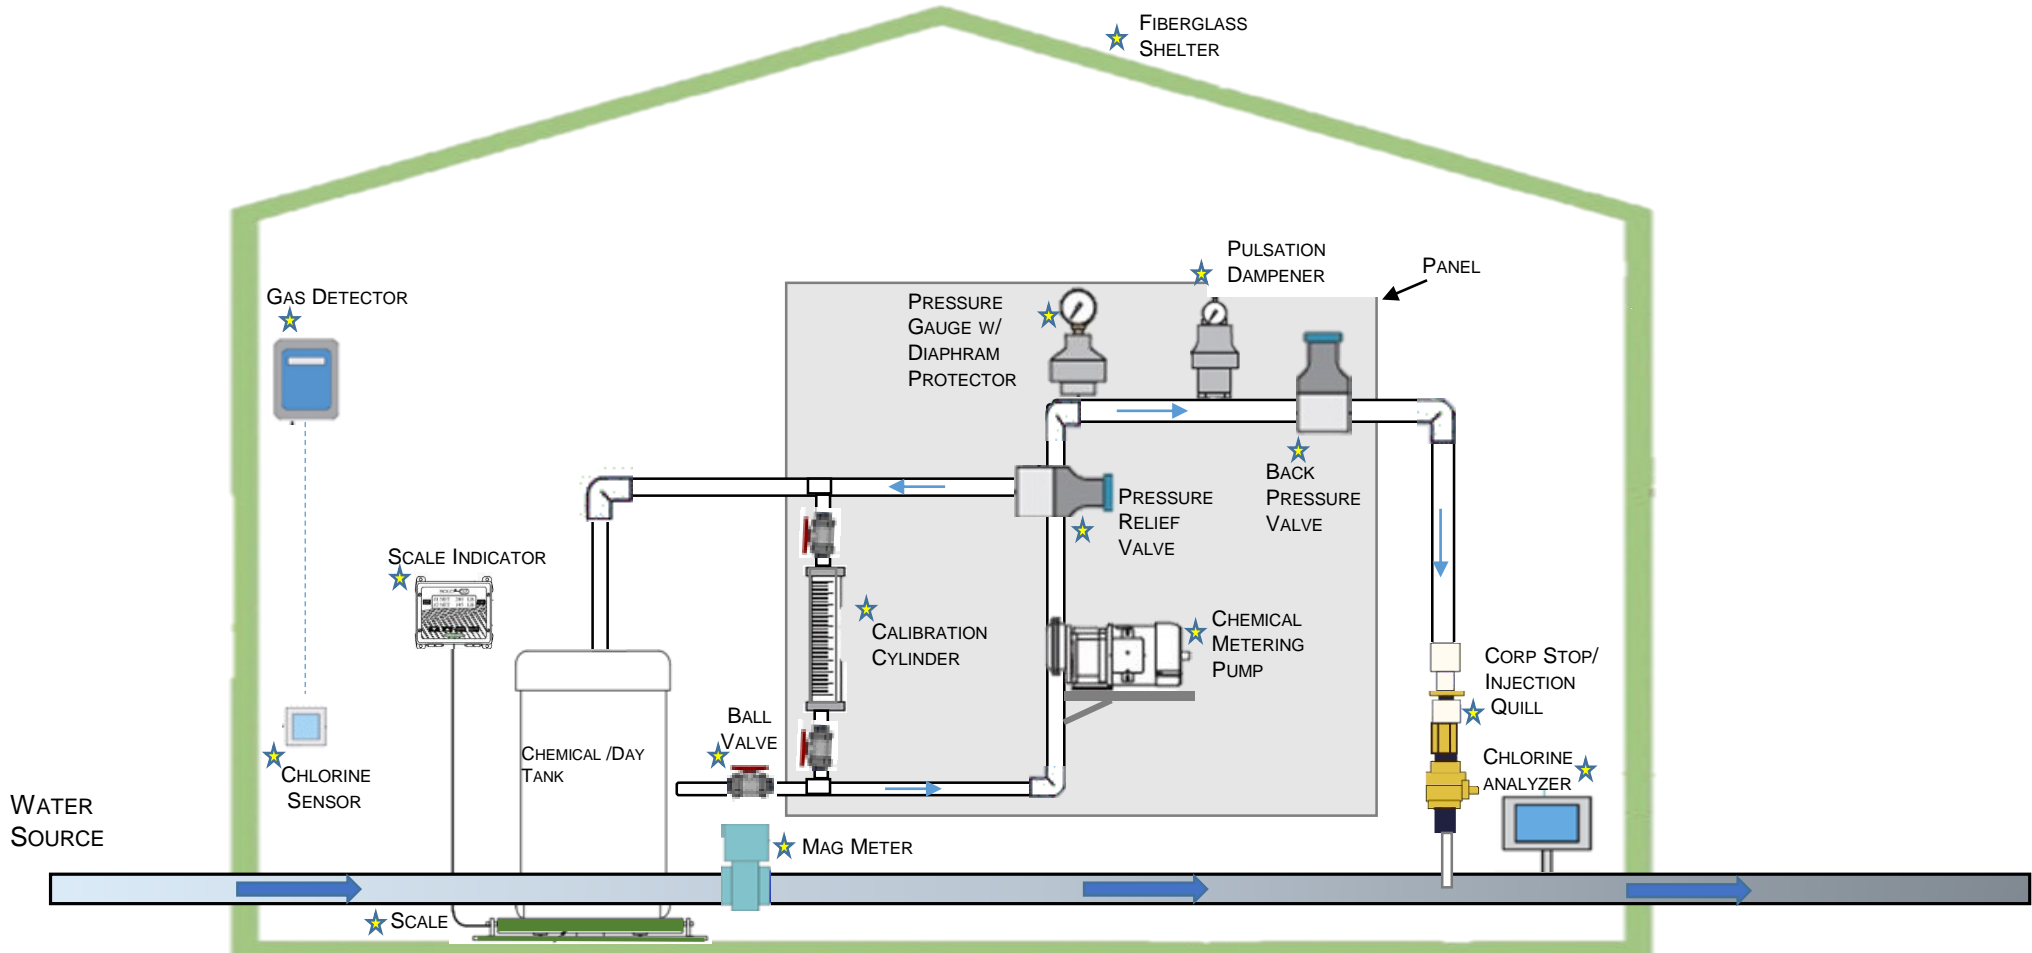 Fiberglass
Shelter
Pulsation
Dampener
Panel
Gas Detector
Pressure
Gauge w/
Diaphram
Protector
Back
Pressure
Valve
Pressure
Relief
Valve
Scale Indicator
Calibration
Cylinder
Chemical
Metering
Pump
Corp Stop/
Injection
Quill
Ball
Valve
Chemical /Day
Tank
Chlorine
Sensor
Chlorine
analyzer
Water
Source
Mag Meter
Scale